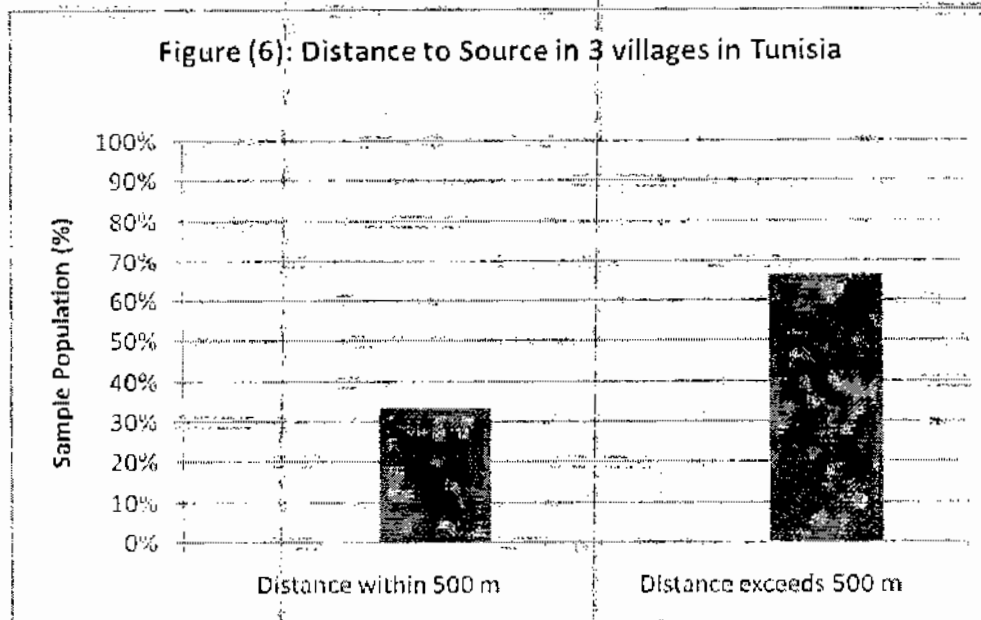 Figure (6): Distance to Source in 3 villages in Tunisia
100%
90%
80%
70%
60%
50%
40%
30%
20%
10%
0%
Sample Population (%)
Distance within 500 m
Distance exceeds 500 m